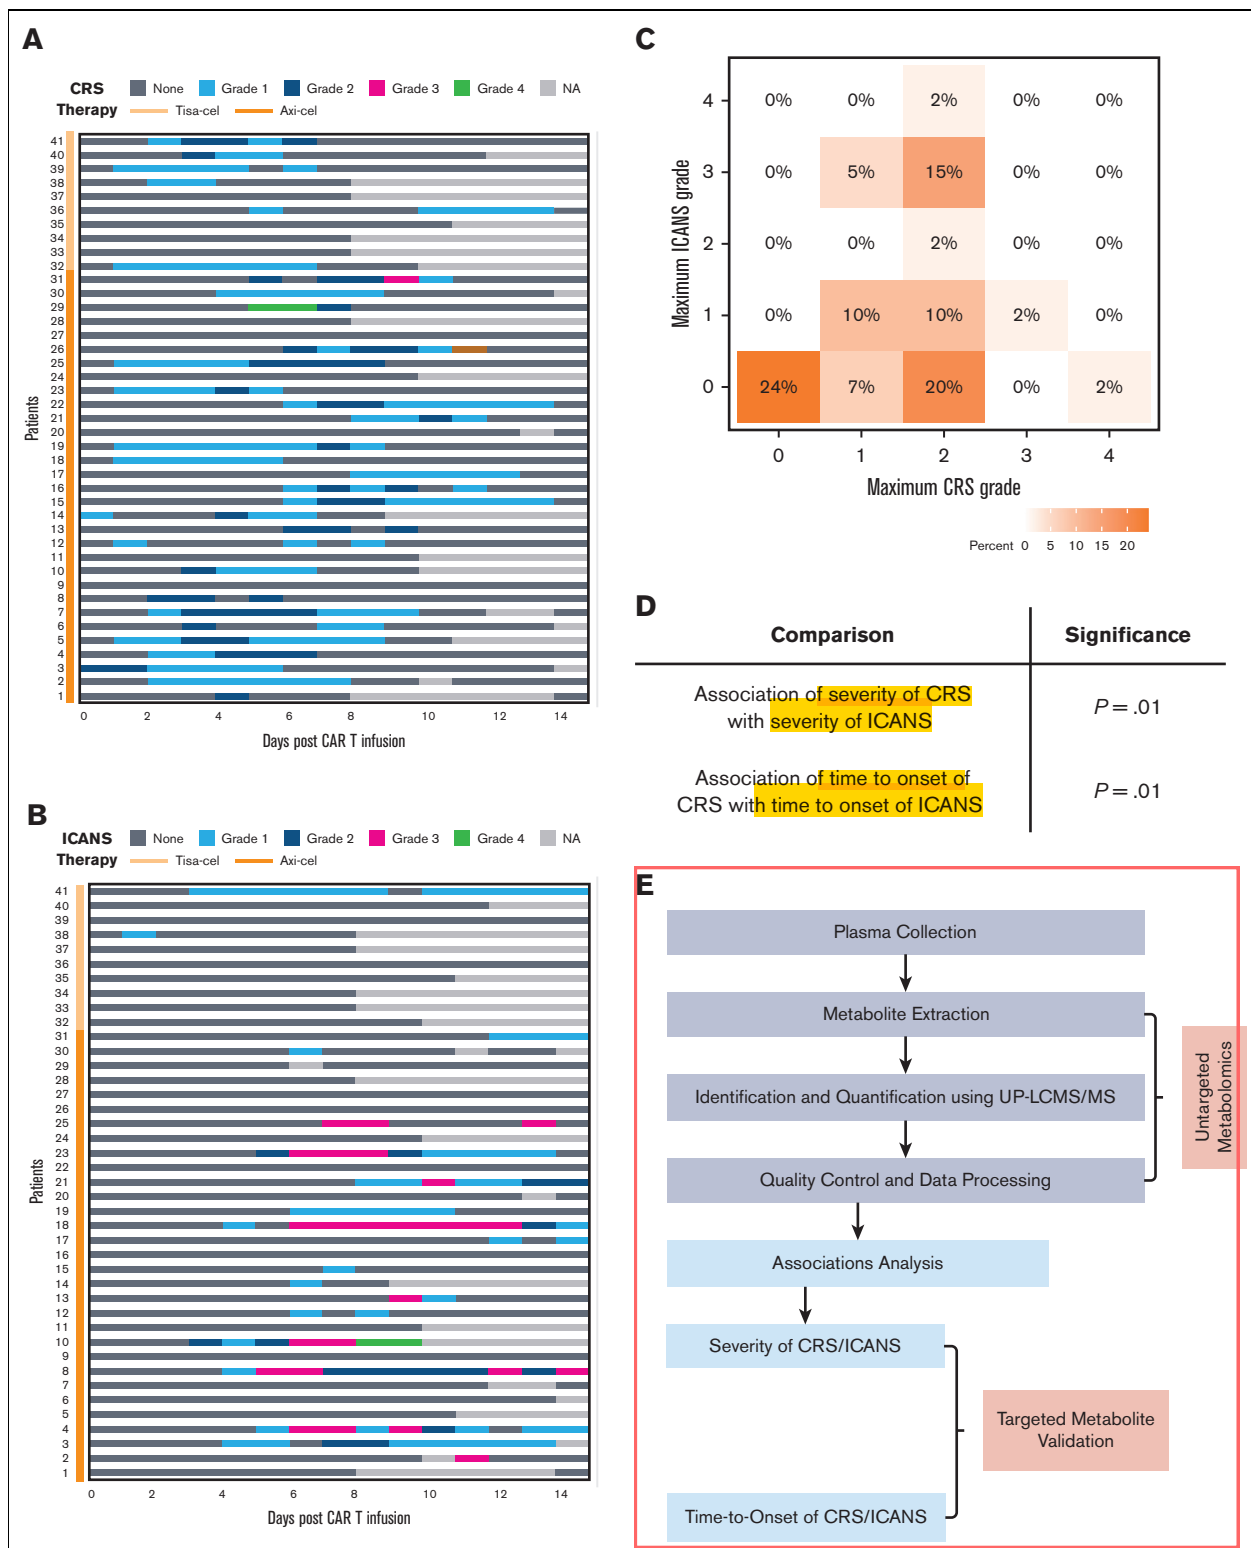 A
CRS None Grade 1 Grade 2 Grade 3 Grade 4 NA
Therapy Tisa-cel Axi-cel
Patients
41
40
39
38
37
36
35
34
33
32
31
30
29
28
27
26
25
24
23
22
21
20
19
18
17
16
15
14
13
12
11
10
9
8
7
6
5
4
3
2
1
0 2 4 6 8 10 12 14
Days post CAR T infusion
B
ICANS None Grade 1 Grade 2 Grade 3 Grade 4 NA
Therapy Tisa-cel Axi-cel
Patients
41
40
39
38
37
36
35
34
33
32
31
30
29
28
27
26
25
24
23
22
21
20
19
18
17
16
15
14
13
12
11
10
9
8
7
6
5
4
3
2
1
0 2 4 6 8 10 12 14
Days post CAR T infusion
C
Maximum ICANS grade
4 0% 0% 2% 0% 0%
3 0% 5% 15% 0% 0%
2 0% 0% 2% 0% 0%
1 0% 10% 10% 2% 0%
0 24% 7% 20% 0% 2%
0 1 2 3 4
Maximum CRS grade
Percent 0 5 10 15 20
D
Comparison Significance
Association of severity of CRS
with severity of ICANS
P = .01
Association of time to onset of
CRS with time to onset of ICANS
P = .01
E
Plasma Collection
Metabolite Extraction
Identification and Quantification using UP-LCMS/MS
Quality Control and Data Processing
Untargeted
Metabolomics
Associations Analysis
Severity of CRS/ICANS
Targeted Metabolite
Validation
Time-to-Onset of CRS/ICANS